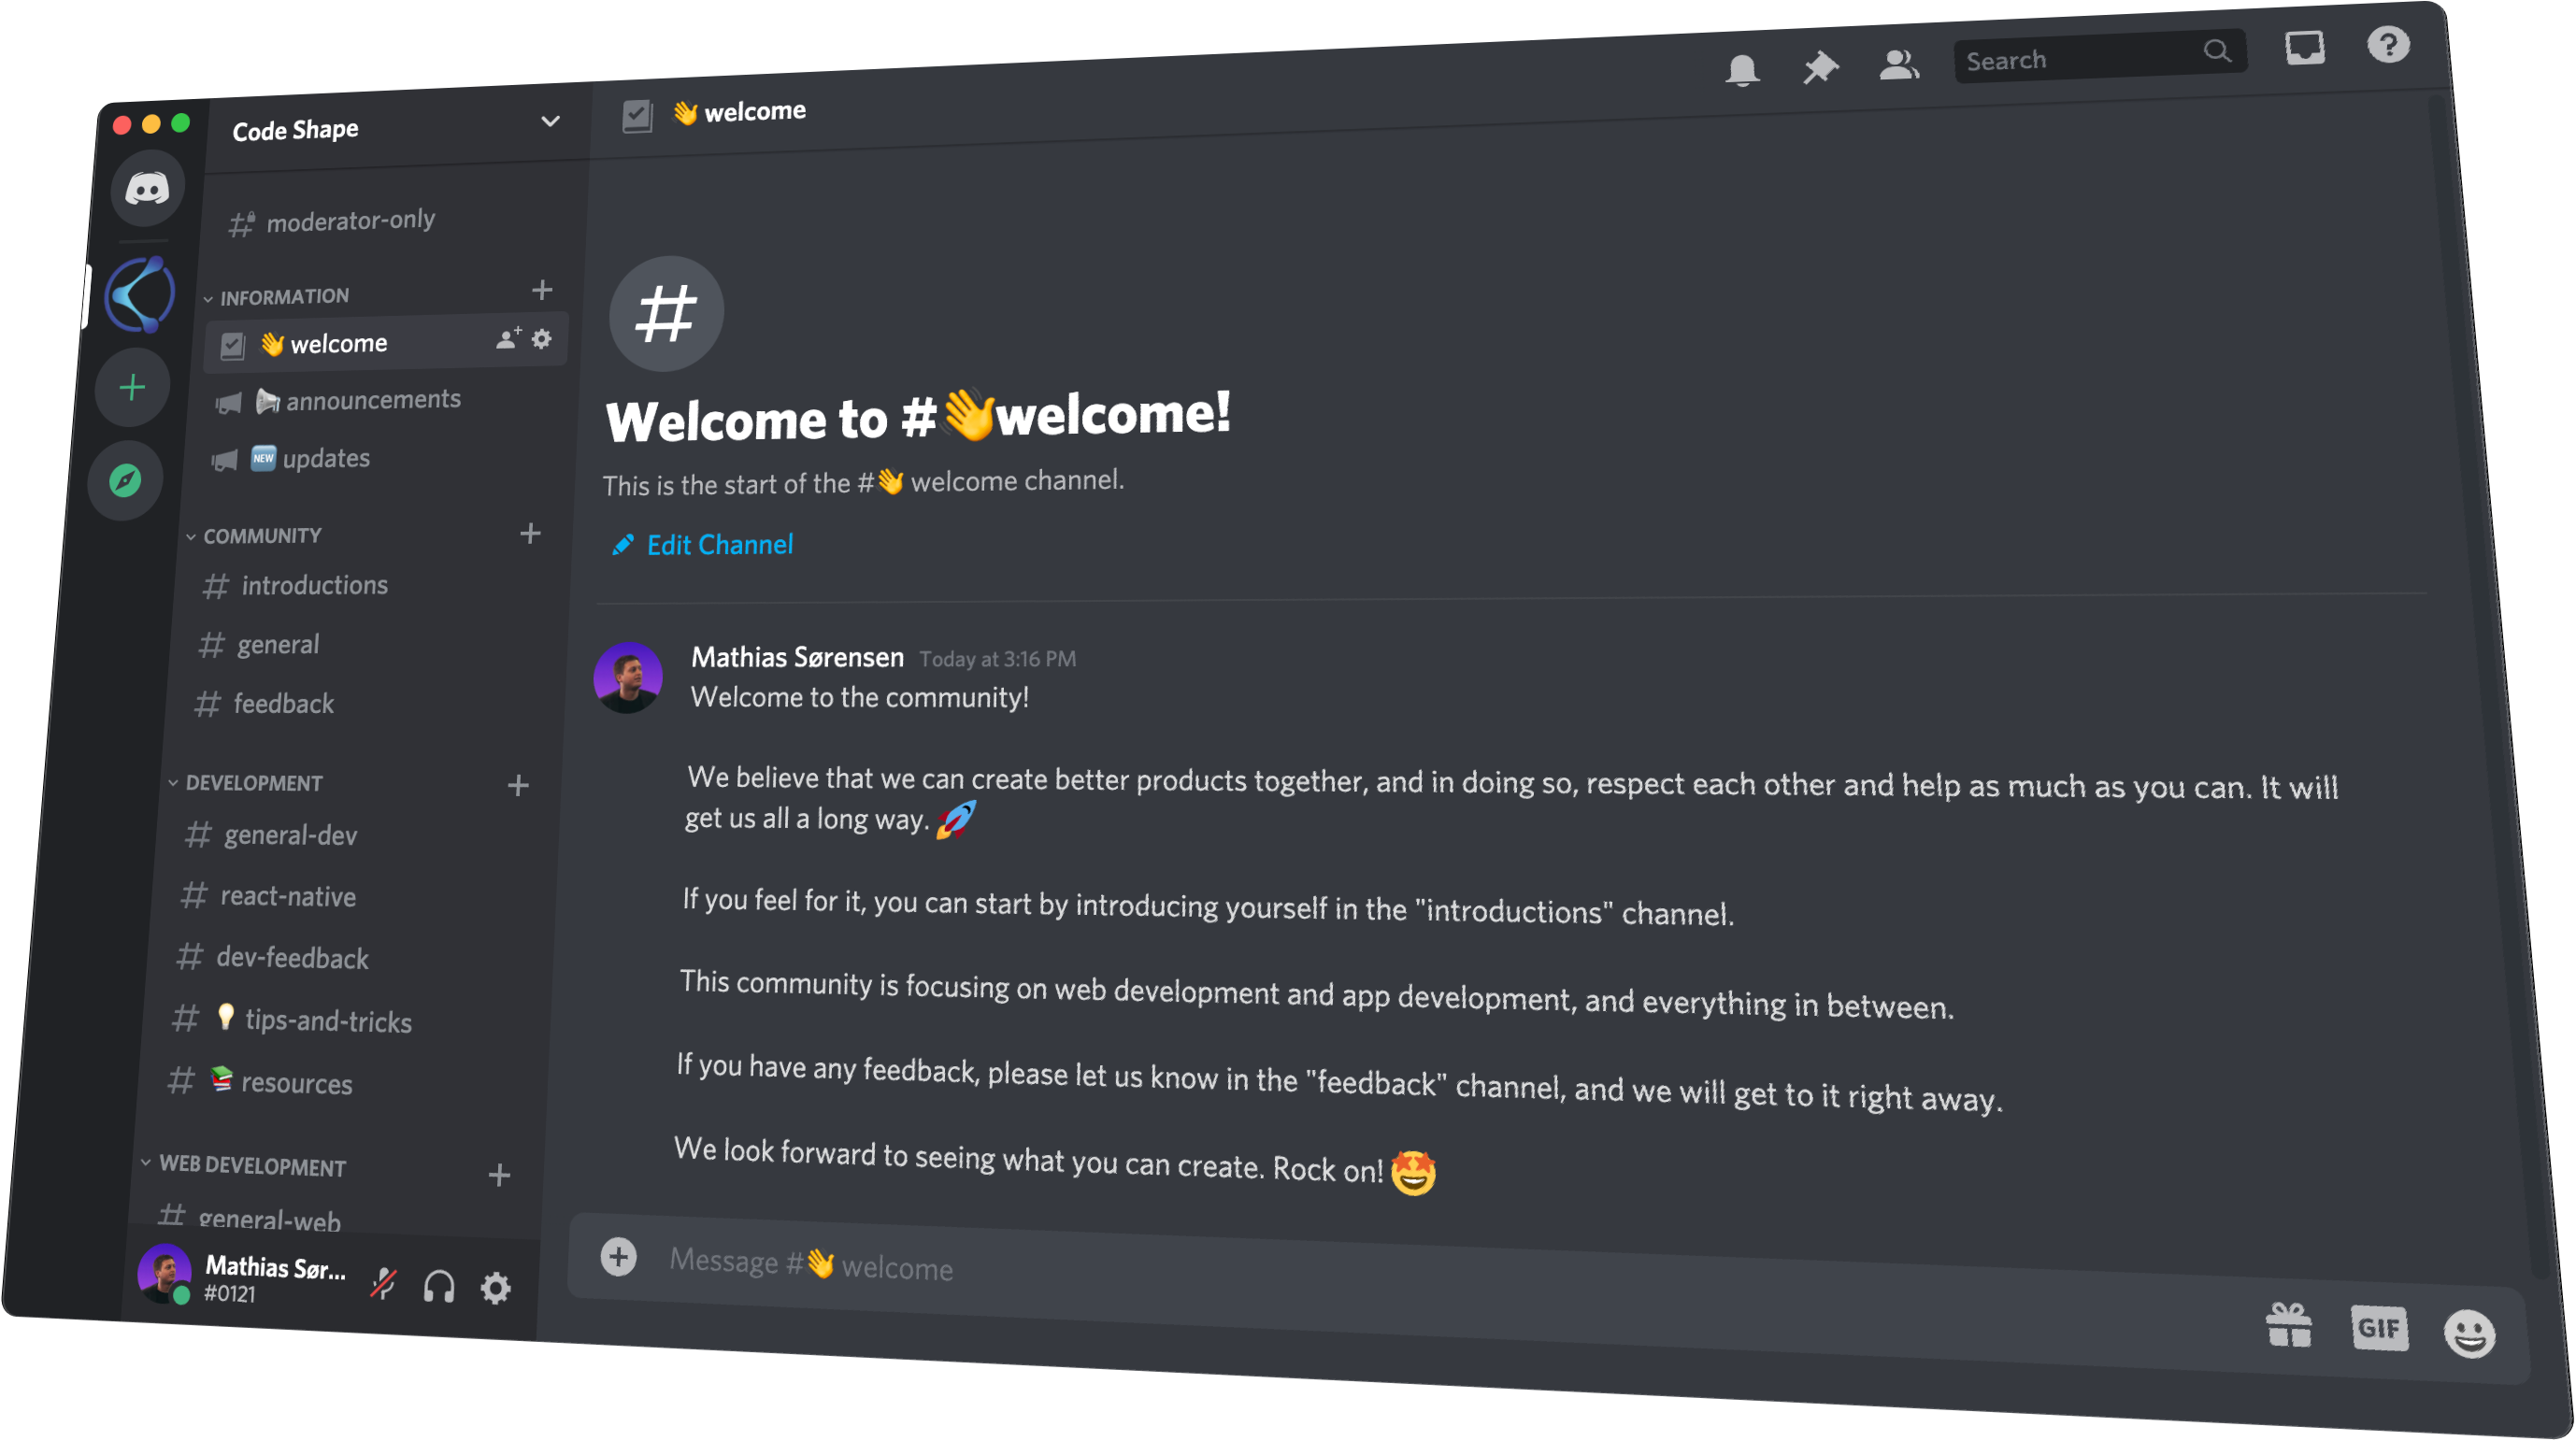 Code Shape
moderator-only
INFORMATION
👋 welcome
📢 announcements
🆕 updates
COMMUNITY
# introductions
# general
# feedback
DEVELOPMENT
# general-dev
# react-native
# dev-feedback
# 💡 tips-and-tricks
# 📚 resources
WEB DEVELOPMENT
# general-web
Mathias Sør...
#0121
👋 welcome
Search
#
Welcome to #👋welcome!
This is the start of the #👋 welcome channel.
Edit Channel
Mathias Sørensen Today at 3:16 PM
Welcome to the community!
We believe that we can create better products together, and in doing so, respect each other and help as much as you can. It will
get us all a long way. 🚀
If you feel for it, you can start by introducing yourself in the "introductions" channel.
This community is focusing on web development and app development, and everything in between.
If you have any feedback, please let us know in the "feedback" channel, and we will get to it right away.
We look forward to seeing what you can create. Rock on! 🤩
Message #👋 welcome
GIF